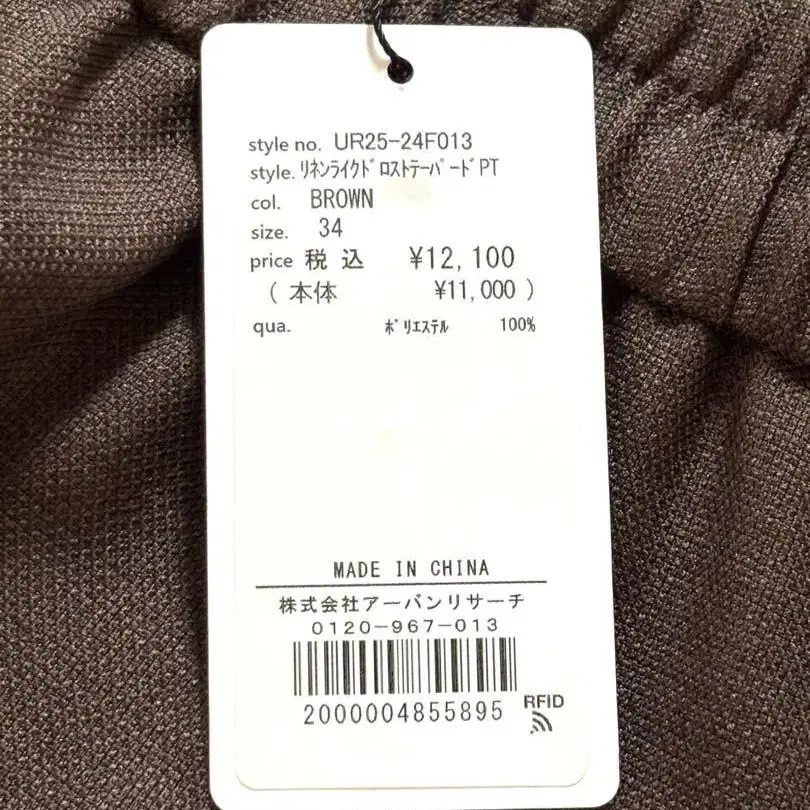 style no. UR25-24F013
style. ﾘﾈﾝﾗｲｸﾄﾞﾛｽﾄﾃｰﾊﾟｰﾄﾞPT
col. BROWN
size. 34
price 税込 ¥12,100
(本体 ¥11,000)
qua. ﾎﾟﾘｴｽﾃﾙ 100%
MADE IN CHINA
株式会社アーバンリサーチ
0120-967-013
2000004855895
RFID